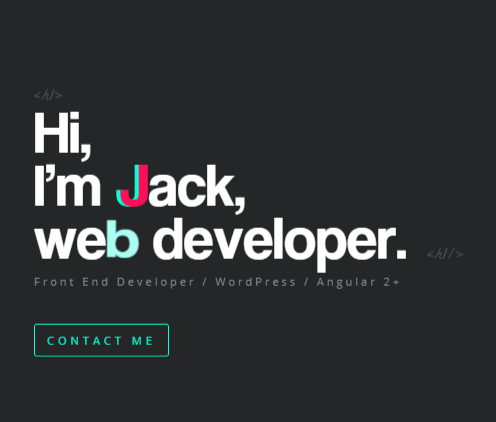 <h1>
Hi,
I'm Jack,
web developer.
<h1/>
Front End Developer / WordPress / Angular 2+
CONTACT ME